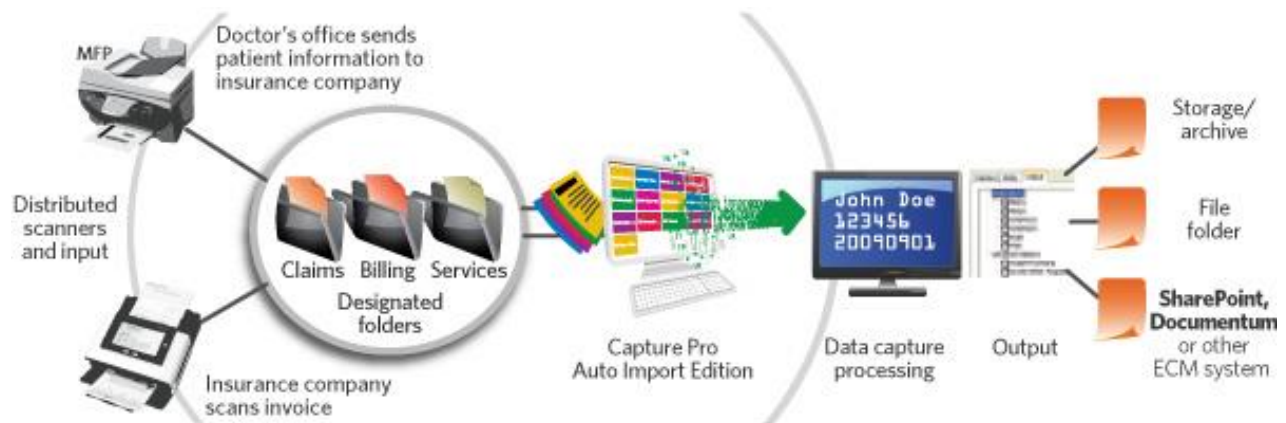 MFP
Doctor's office sends
patient information to
insurance company
Distributed
scanners
and input
Claims
Billing
Services
Designated
folders
Insurance company
scans invoice
Capture Pro
Auto Import Edition
John Doe
123456
20090901
Data capture
processing
Output
Storage/
archive
File
folder
SharePoint,
Documentum
or other
ECM system